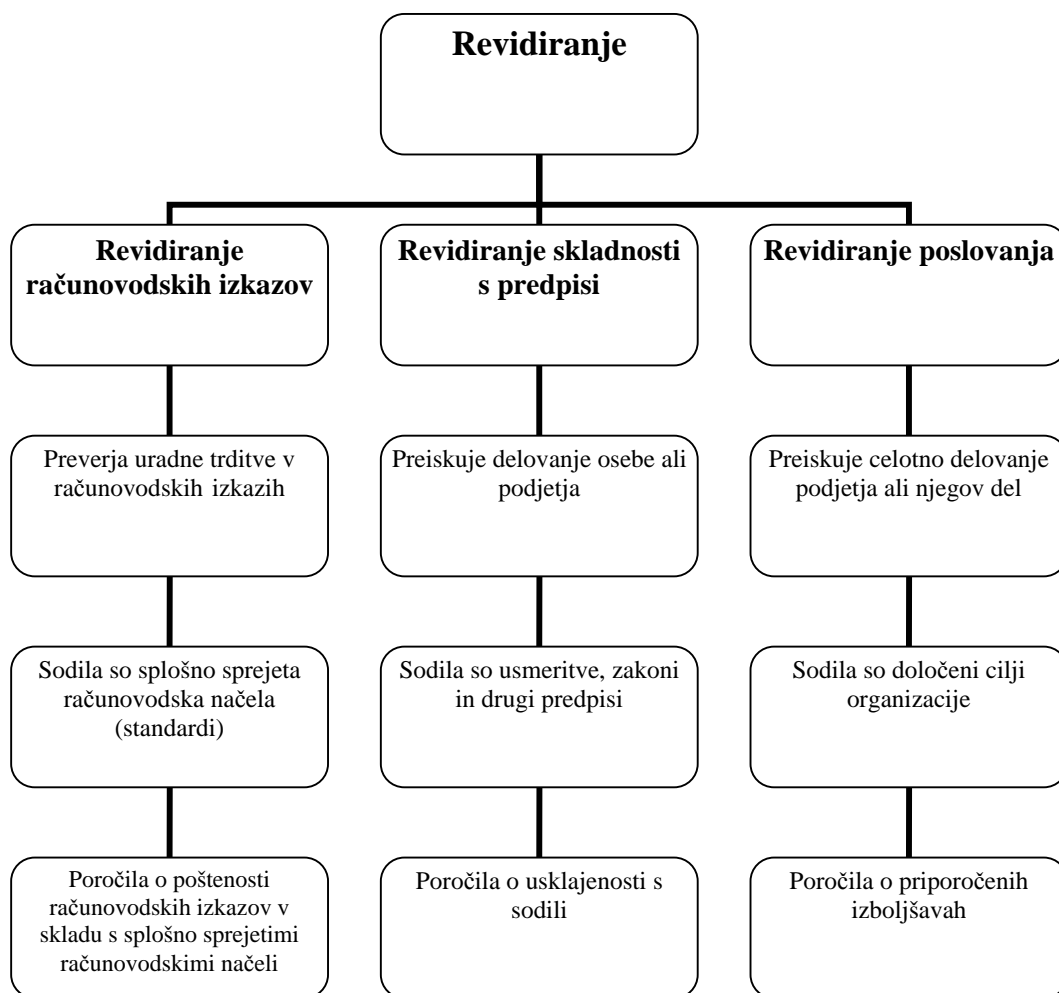 Revidiranje
Revidiranje
računovodskih izkazov
Revidiranje skladnosti
s predpisi
Revidiranje poslovanja
Preverja uradne trditve v
računovodskih izkazih
Preiskuje delovanje osebe ali
podjetja
Preiskuje celotno delovanje
podjetja ali njegov del
Sodila so splošno sprejeta
računovodska načela
(standardi)
Sodila so usmeritve, zakoni
in drugi predpisi
Sodila so določeni cilji
organizacije
Poročila o poštenosti
računovodskih izkazov v
skladu s splošno sprejetimi
računovodskimi načeli
Poročila o usklajenosti s
sodili
Poročila o priporočenih
izboljšavah